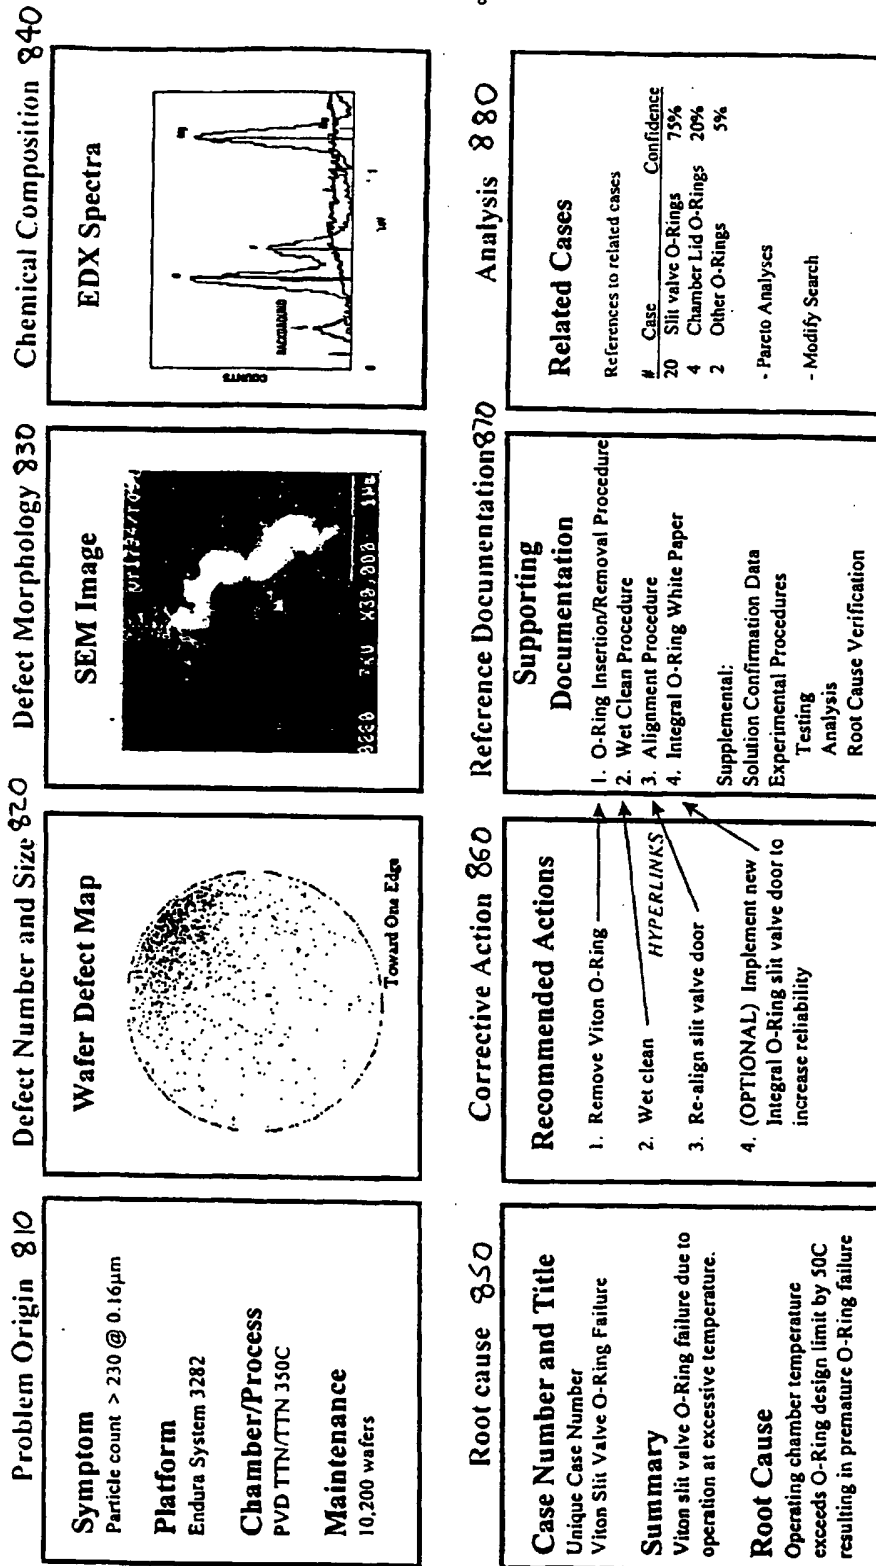 Problem Origin 810
Symptom
Particle count > 230 @ 0.16μm
Platform
Endura System 3282
Chamber/Process
PVD TTN/TTN 350C
Maintenance
10,200 wafers
Defect Number and Size 820
Wafer Defect Map
Toward One Edge
Defect Morphology 830
SEM Image
7KU X30,000 1μm
Chemical Composition 840
EDX Spectra
COUNTS
BACKGROUND
0
Root cause 850
Case Number and Title
Unique Case Number
Viton Slit Valve O-Ring Failure
Summary
Viton slit valve O-Ring failure due to
operation at excessive temperature.
Root Cause
Operating chamber temperature
exceeds O-Ring design limit by 50C
resulting in premature O-Ring failure
Corrective Action 860
Recommended Actions
1. Remove Viton O-Ring
2. Wet clean
HYPERLINKS
3. Re-align slit valve door
4. (OPTIONAL) Implement new
Integral O-Ring slit valve door to
increase reliability
Reference Documentation 870
Supporting
Documentation
1. O-Ring Insertion/Removal Procedure
2. Wet Clean Procedure
3. Alignment Procedure
4. Integral O-Ring White Paper
Supplemental:
Solution Confirmation Data
Experimental Procedures
Testing
Analysis
Root Cause Verification
Analysis 880
Related Cases
References to related cases
# Case Confidence
20 Slit valve O-Rings 75%
4 Chamber Lid O-Rings 20%
2 Other O-Rings 5%
- Pareto Analyses
- Modify Search